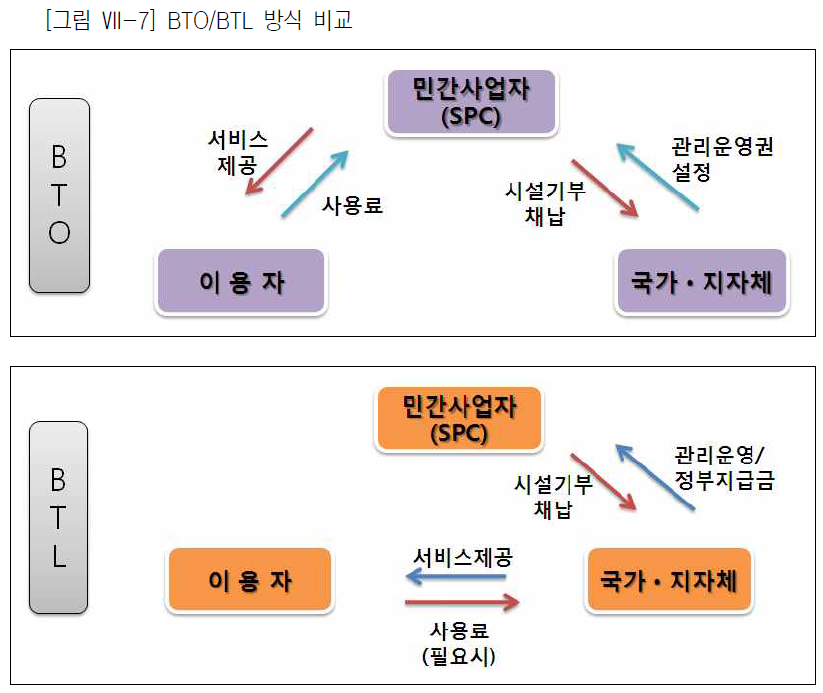 [그림 Ⅶ-7] BTO/BTL 방식 비교
B
T
O
민간사업자
(SPC)
서비스
제공
사용료
시설기부
채납
관리운영권
설정
이 용 자
국가·지자체
B
T
L
민간사업자
(SPC)
시설기부
채납
관리운영/
정부지급금
이 용 자
서비스제공
사용료
(필요시)
국가·지자체